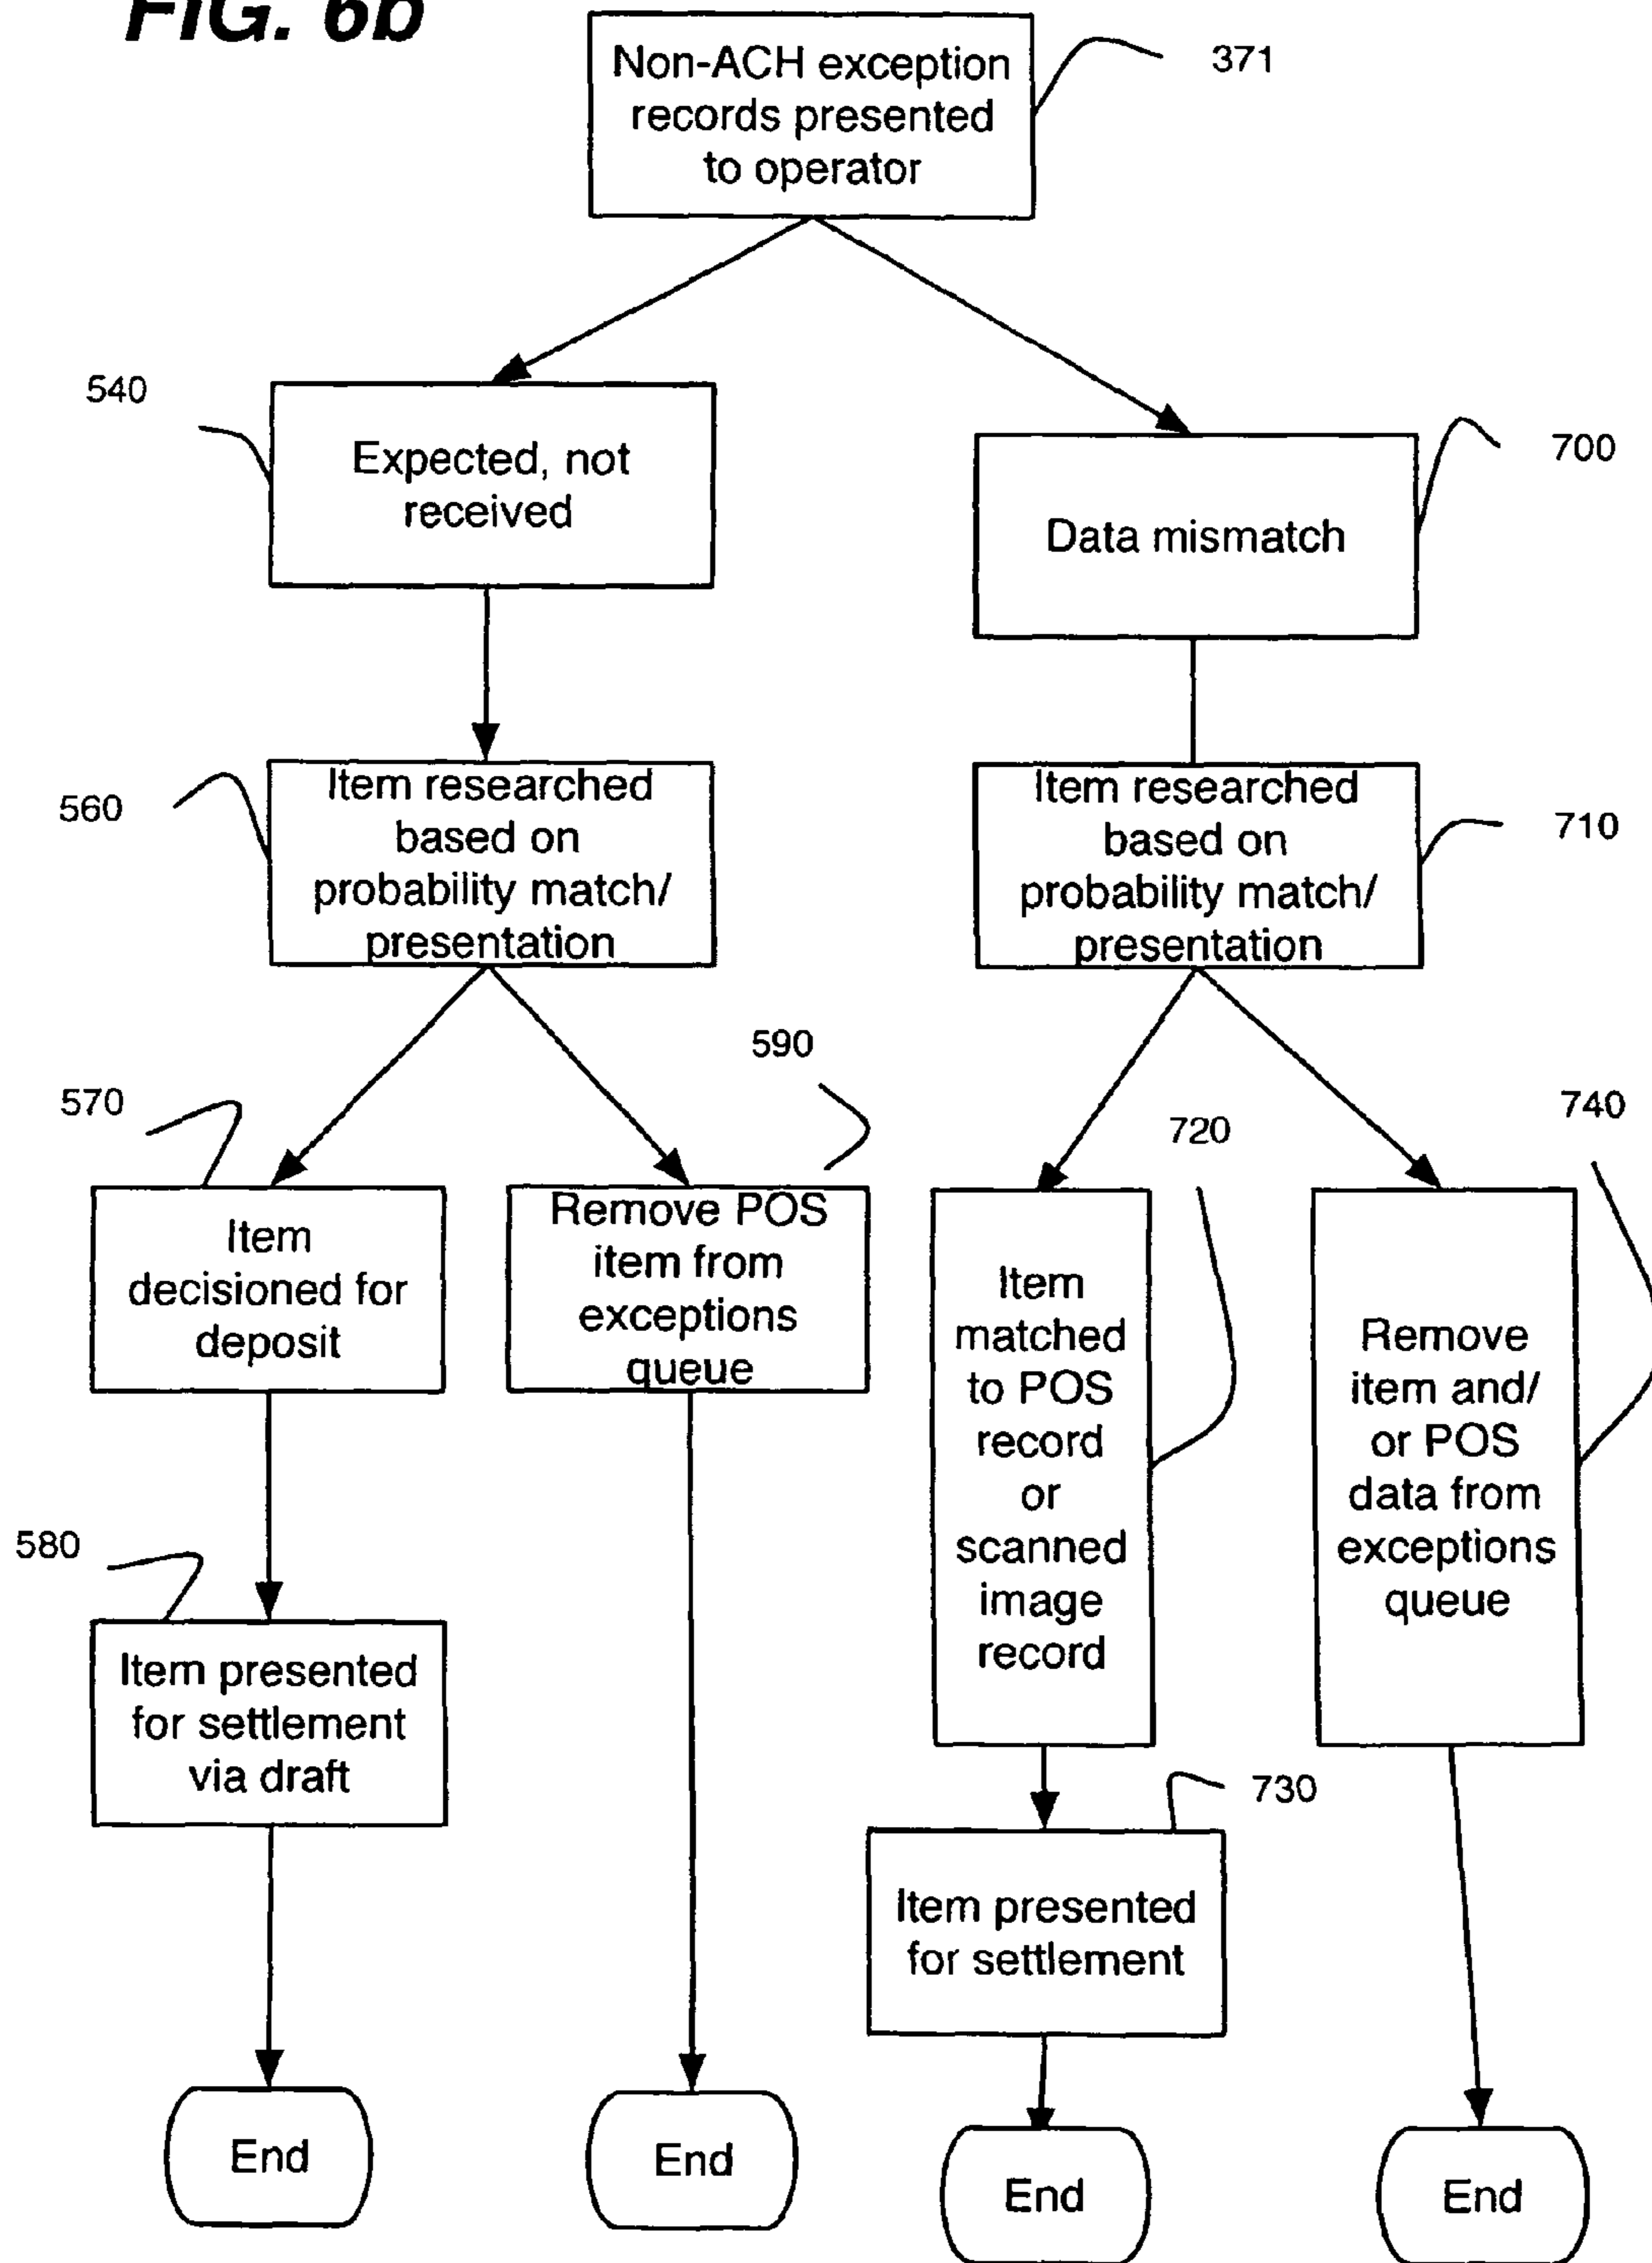 FIG. 6b
Non-ACH exception
records presented
to operator
371
540
Expected, not
received
700
Data mismatch
560
Item researched
based on
probability match/
presentation
710
Item researched
based on
probability match/
presentation
570
Item
decisioned for
deposit
590
Remove POS
item from
exceptions
queue
720
Item
matched
to POS
record
or
scanned
image
record
740
Remove
item and/
or POS
data from
exceptions
queue
580
Item presented
for settlement
via draft
730
Item presented
for settlement
End
End
End
End